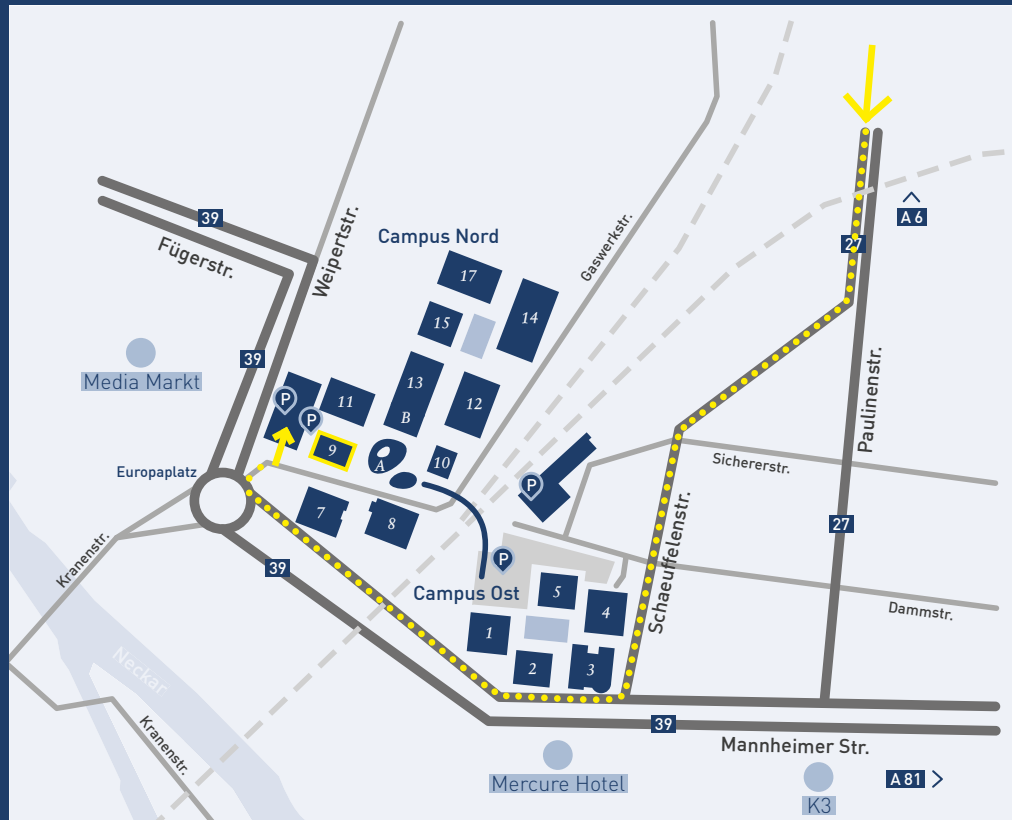 39
Fügerstr.
Weipertstr.
Campus Nord
Gaswerkstr.
A 6
27
17
15
14
39
Media Markt
13
B
12
P
11
P
9
A
10
Paulinenstr.
Europaplatz
Sichererstr.
P
7
8
27
Kranenstr.
39
P
Schaeuffelenstr.
Campus Ost
5
4
Dammstr.
1
2
3
Neckar
Kranenstr.
39
Mannheimer Str.
Mercure Hotel
A 81
K3